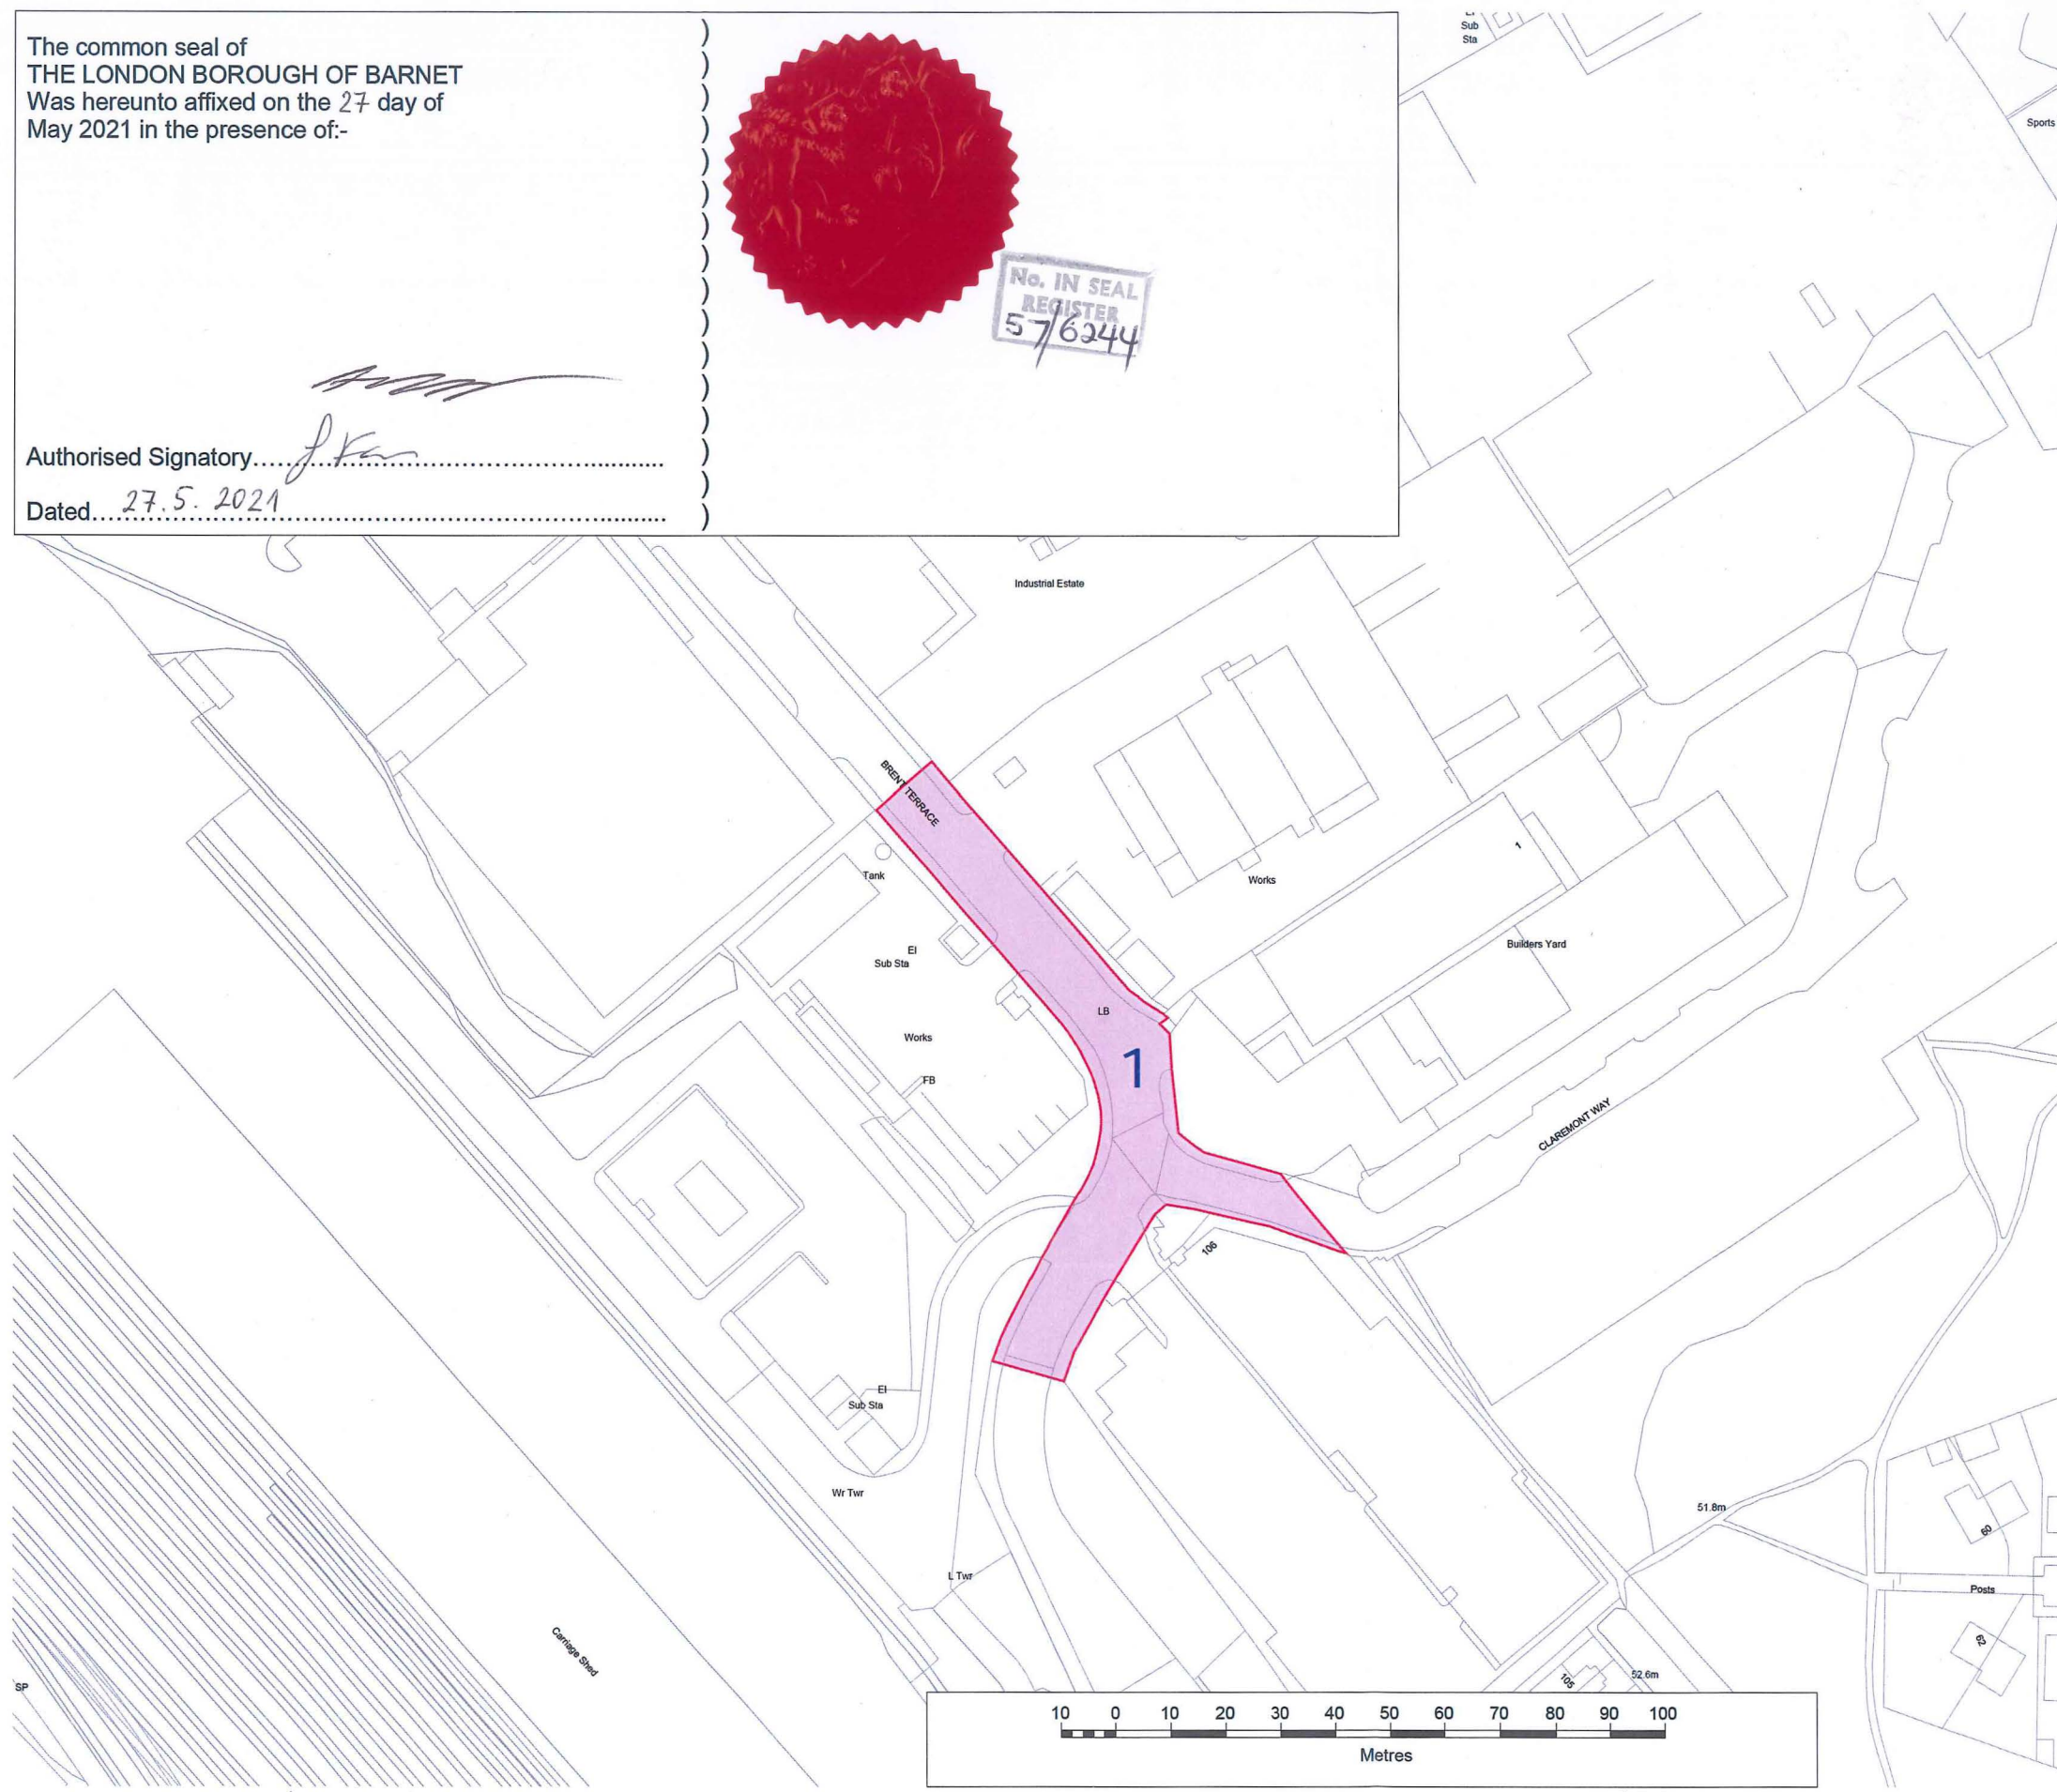 The common seal of
THE LONDON BOROUGH OF BARNET
Was hereunto affixed on the 27 day of
May 2021 in the presence of:-
No. IN SEAL
REGISTER
57/6244
Authorised Signatory
Dated 27.5.2021
El
Sub
Sta
Sports
Industrial Estate
BRENT TERRACE
Tank
Works
1
Builders Yard
El
Sub Sta
LB
Works
1
FB
CLAREMONT WAY
106
El
Sub Sta
Wr Twr
51.8m
60
L Twr
Posts
Carriage Shed
62
105
52.6m
SP
10 0 10 20 30 40 50 60 70 80 90 100
Metres